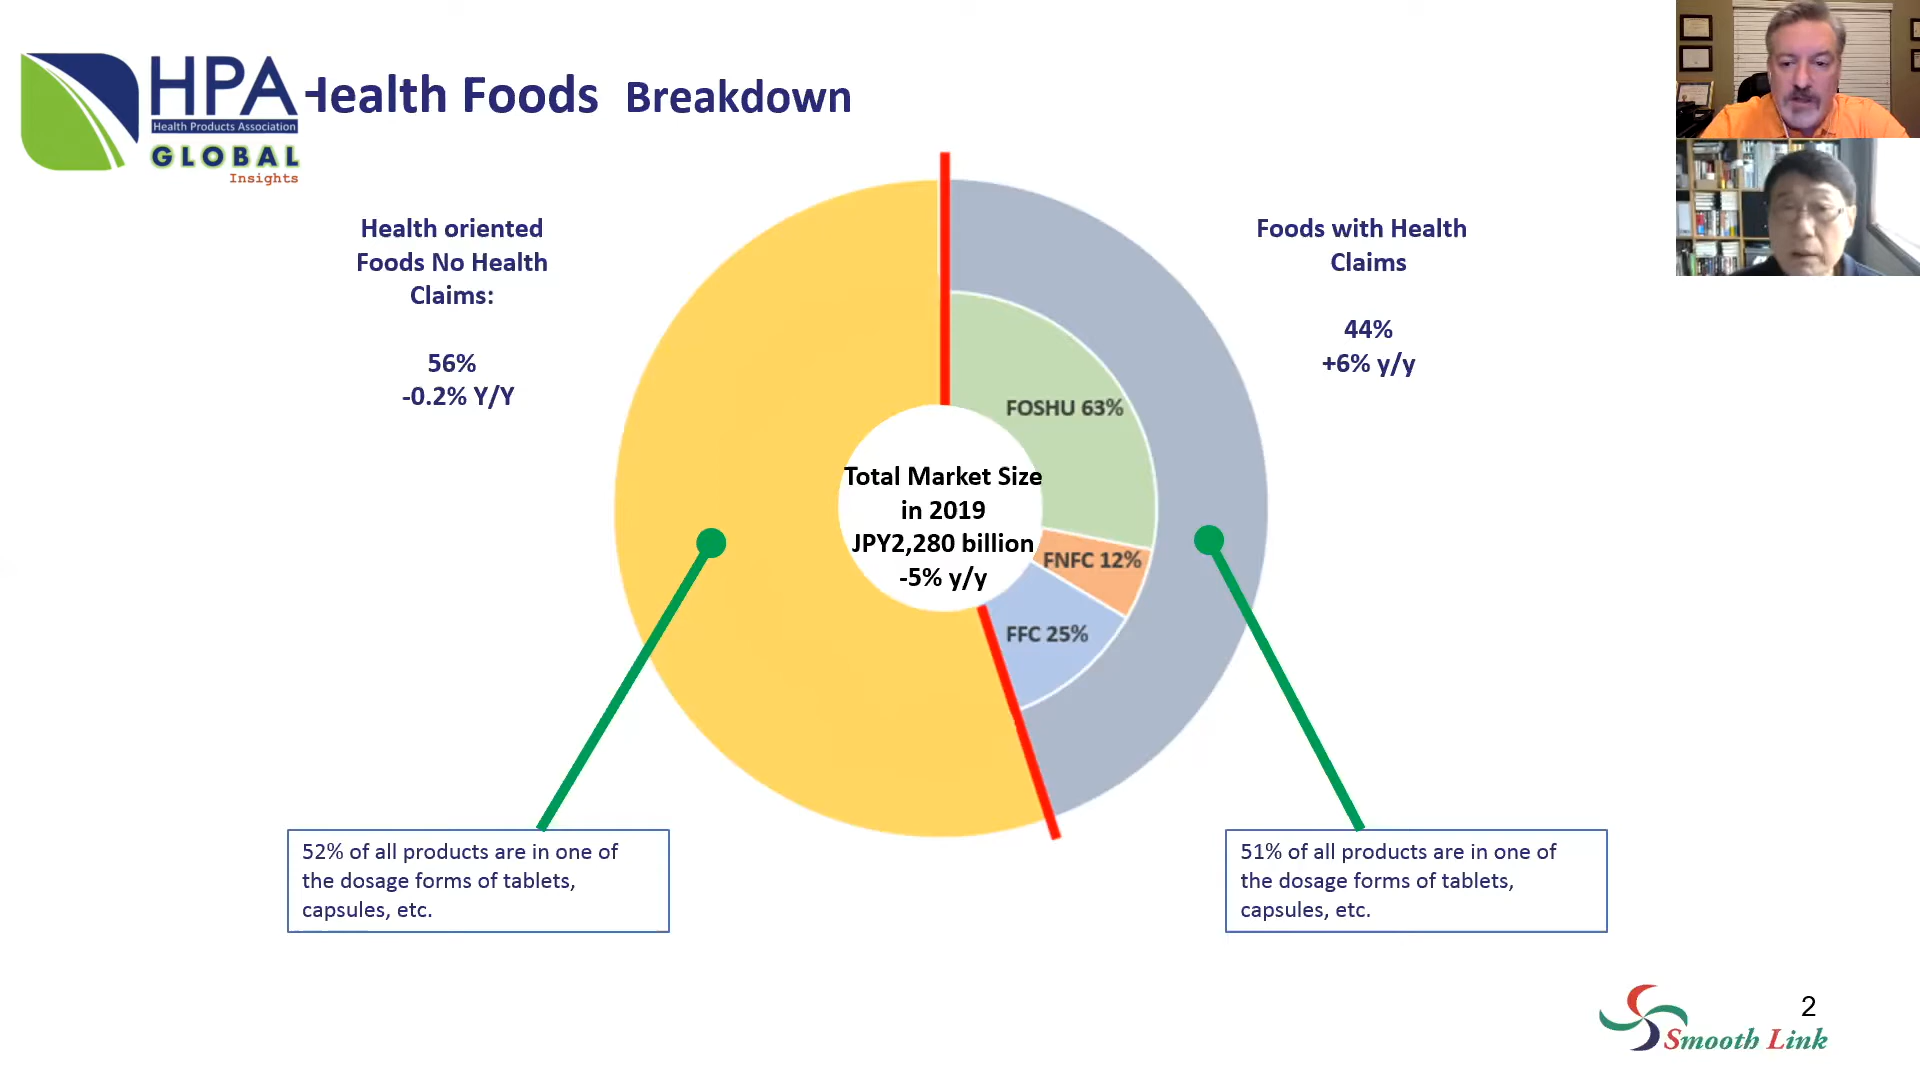 HPA
Health Products Association
GLOBAL
Insights
Health Foods Breakdown
Health oriented
Foods No Health
Claims:
56%
-0.2% Y/Y
Foods with Health
Claims
44%
+6% y/y
FOSHU 63%
FNFC 12%
FFC 25%
Total Market Size
in 2019
JPY2,280 billion
-5% y/y
52% of all products are in one of
the dosage forms of tablets,
capsules, etc.
51% of all products are in one of
the dosage forms of tablets,
capsules, etc.
2
Smooth Link